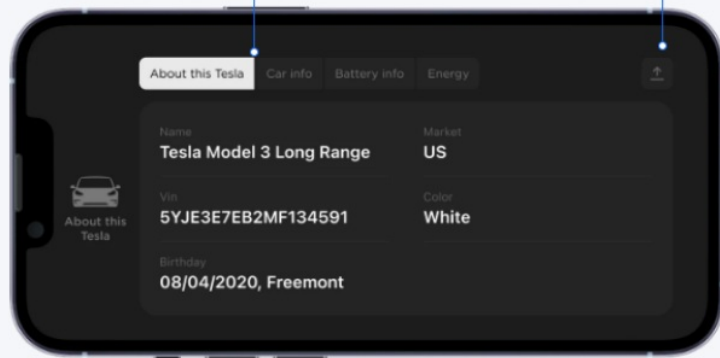 About this Tesla Car info Battery info Energy
Name Market
Tesla Model 3 Long Range US
Vin Color
5YJE3E7EB2MF134591 White
About this
Tesla
Birthday
08/04/2020, Freemont